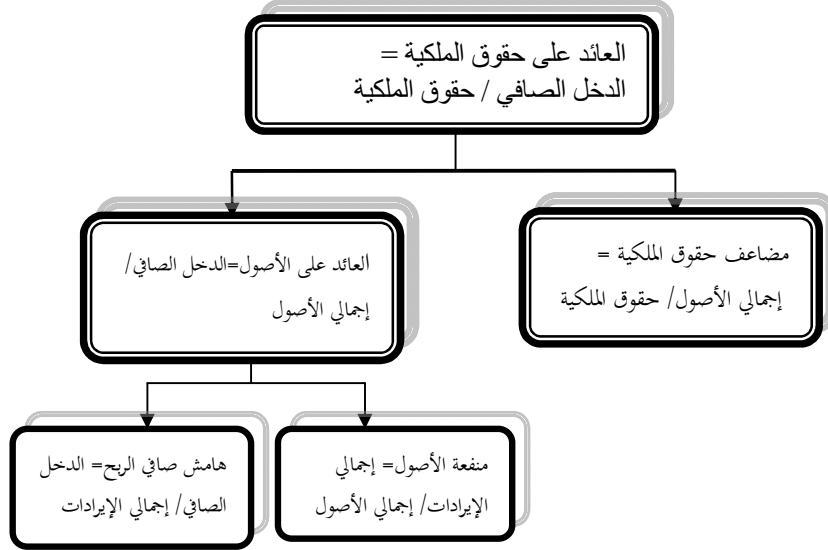 العائد على حقوق الملكية =
الدخل الصافي / حقوق الملكية
مضاعف حقوق الملكية =
إجمالي الأصول/ حقوق الملكية
العائد على الأصول=الدخل الصافي/
إجمالي الأصول
منفعة الأصول= إجمالي
الإيرادات/ إجمالي الأصول
هامش صافي الربح= الدخل
الصافي/ إجمالي الإيرادات